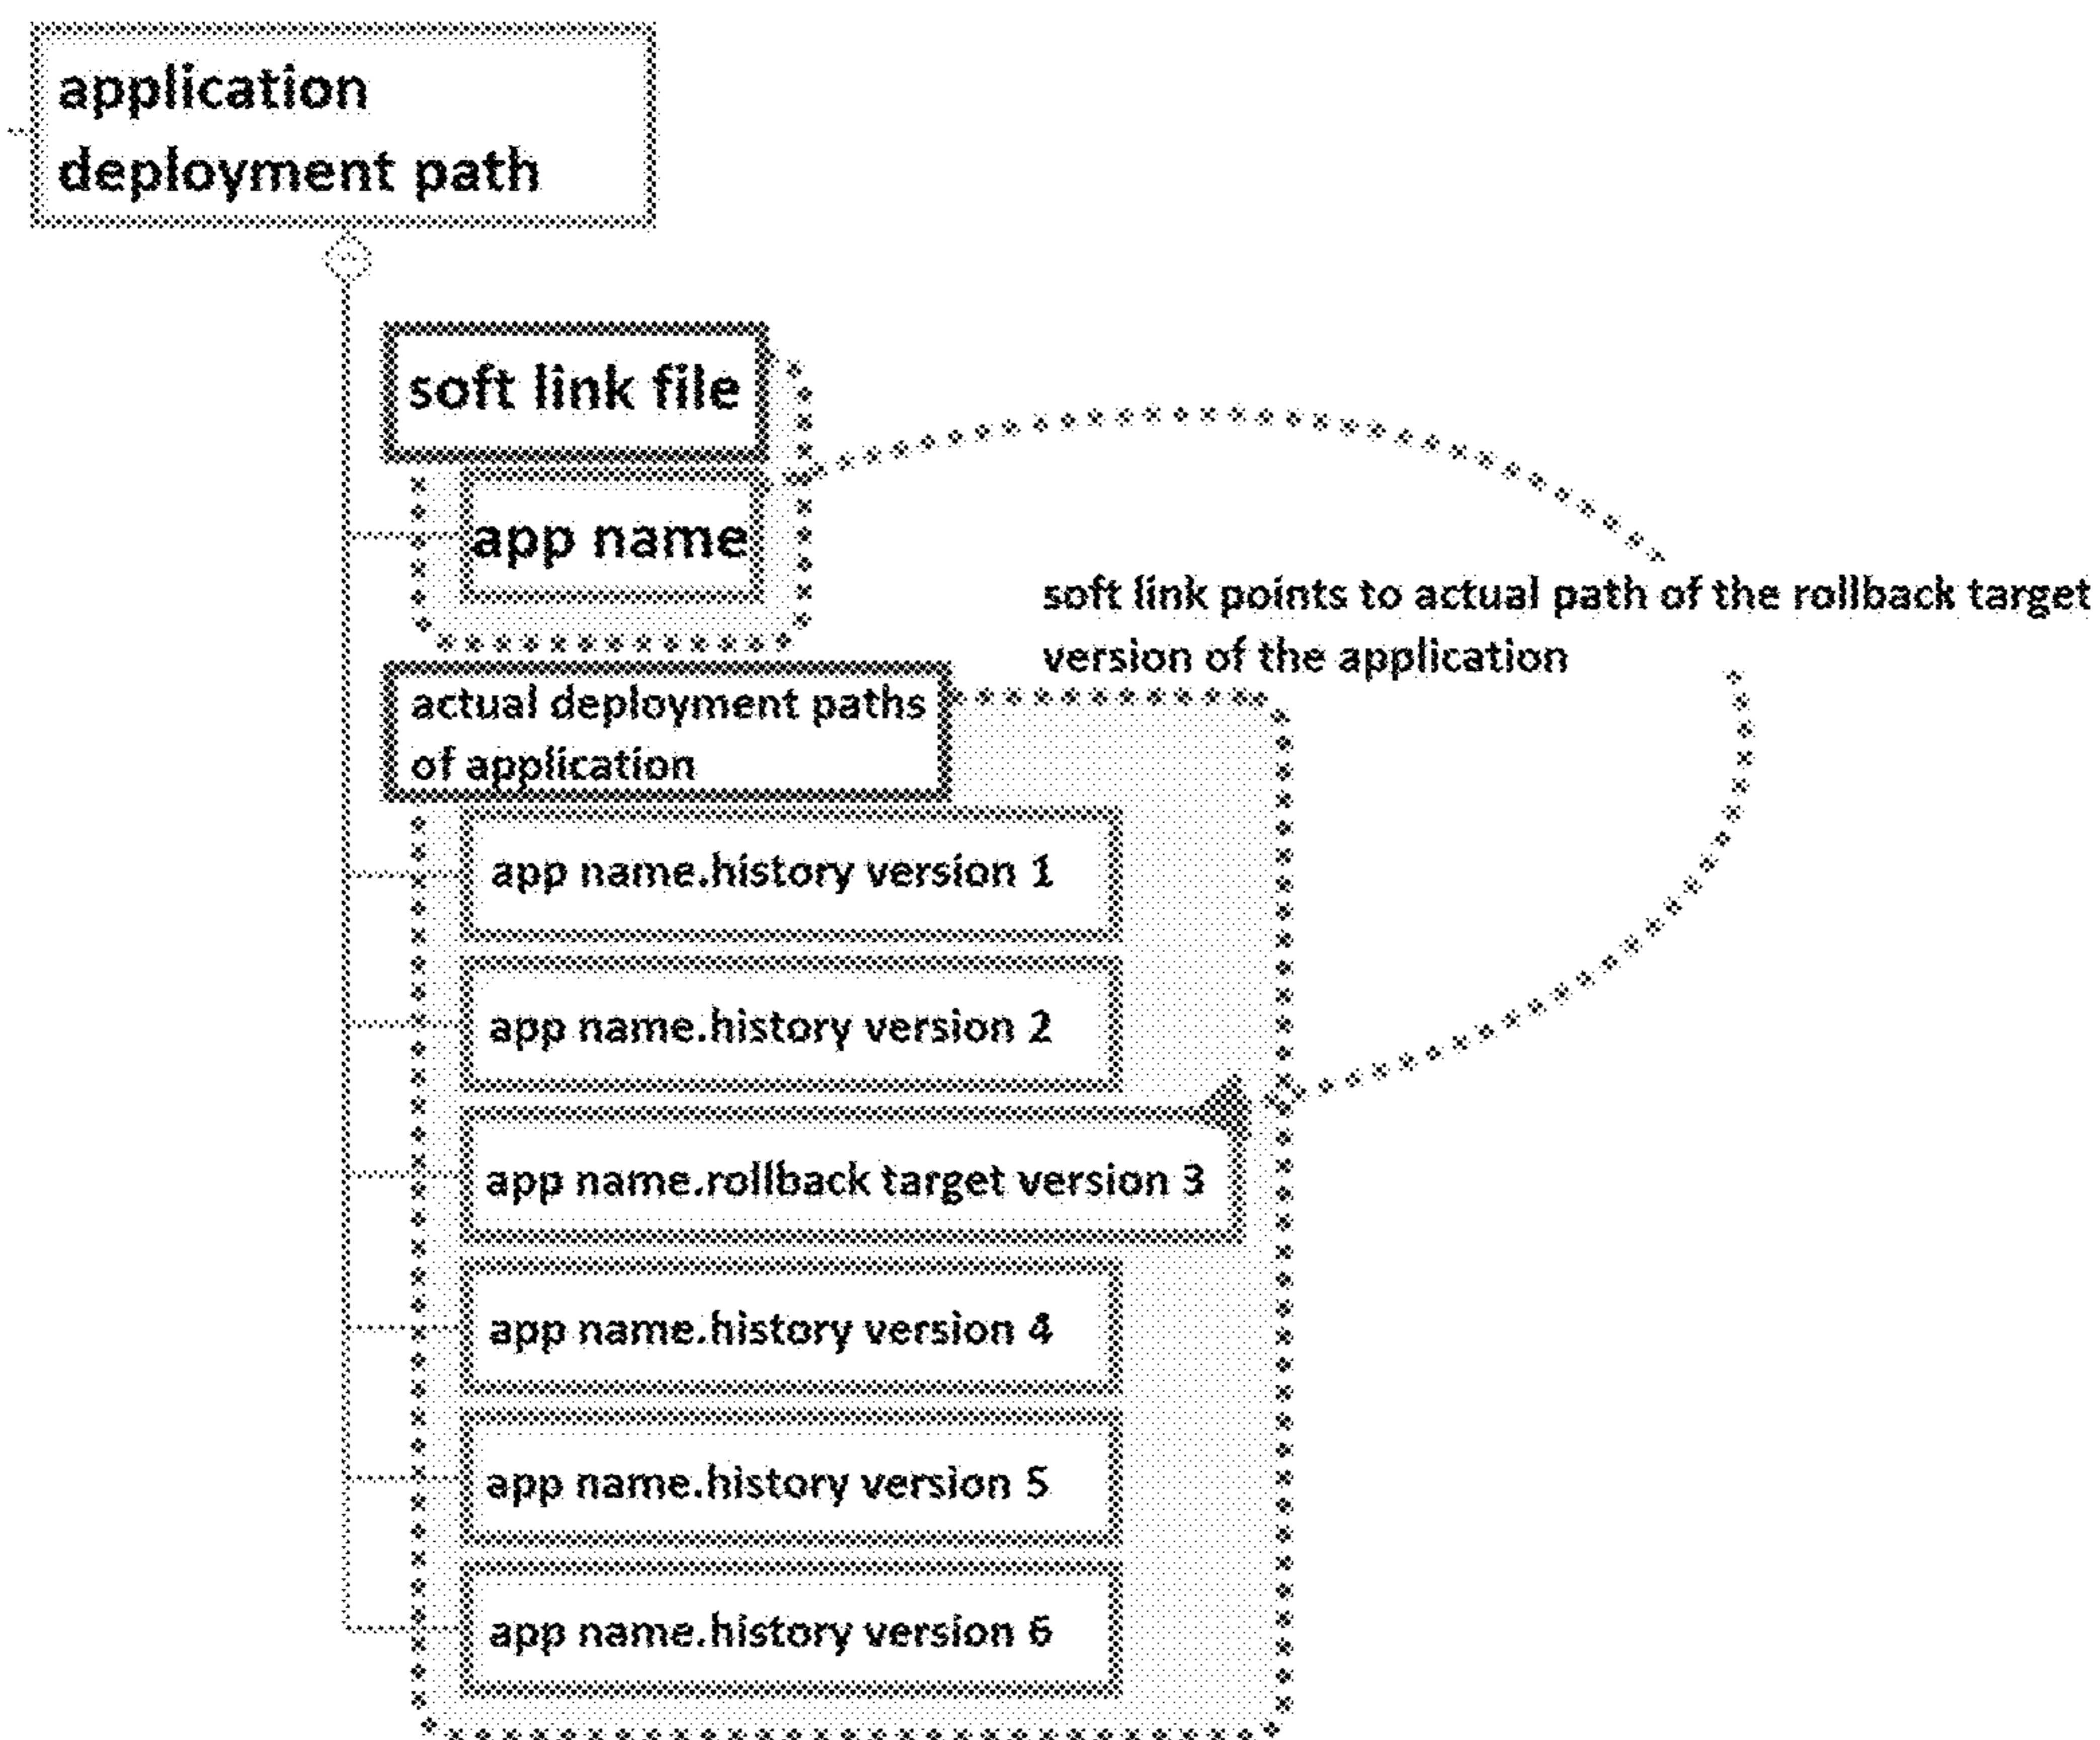 application
deployment path
soft link file
app name
soft link points to actual path of the rollback target
version of the application
actual deployment paths
of application
app name.history version 1
app name.history version 2
app name.rollback target version 3
app name.history version 4
app name.history version 5
app name.history version 6